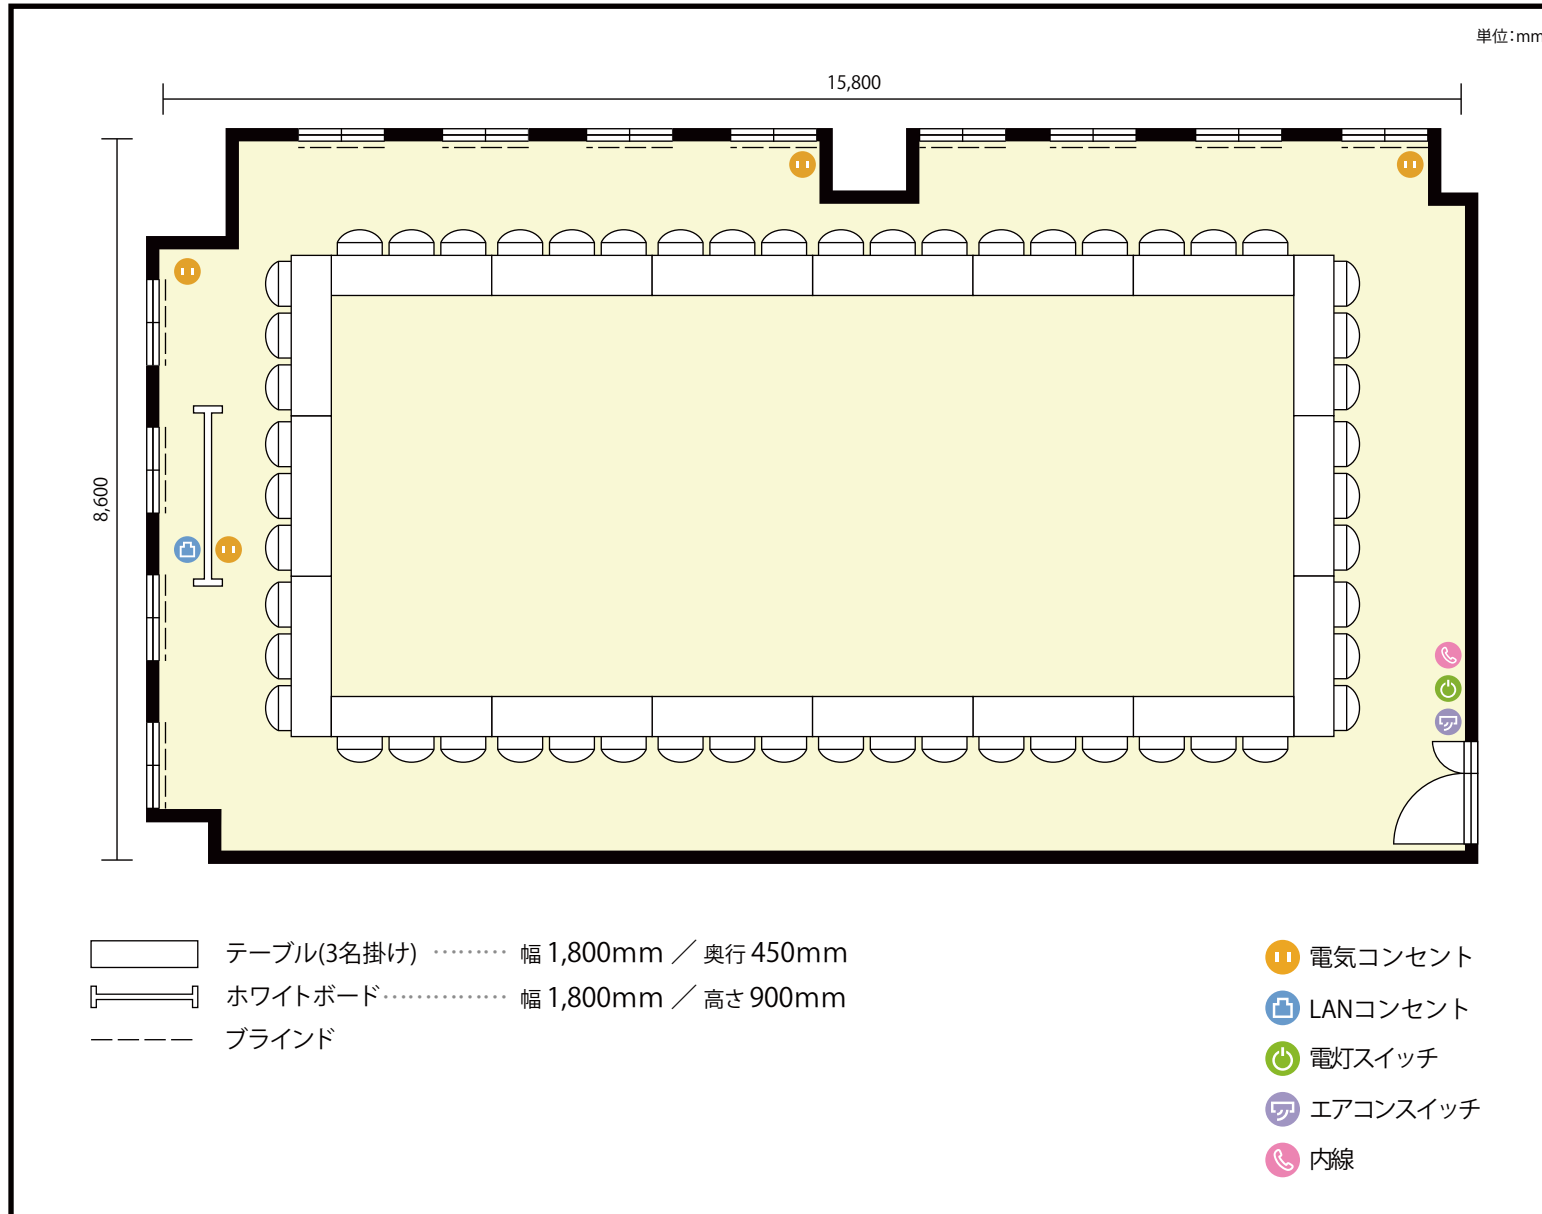 単位：mm
15,800
8,600
テーブル(3名掛け) ‥‥‥‥‥ 幅 1,800mm ／ 奥行 450mm
ホワイトボード‥‥‥‥‥‥‥ 幅 1,800mm ／ 高さ 900mm
ブラインド
電気コンセント
LANコンセント
電灯スイッチ
エアコンスイッチ
内線